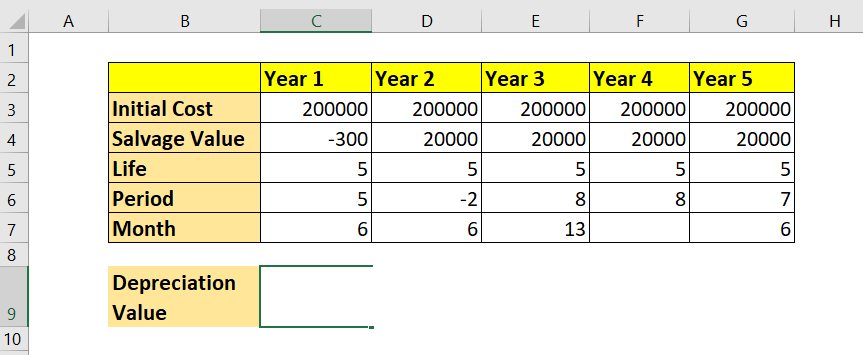 A B C D E F G H
1
2 Year 1 Year 2 Year 3 Year 4 Year 5
3 Initial Cost 200000 200000 200000 200000 200000
4 Salvage Value -300 20000 20000 20000 20000
5 Life 5 5 5 5 5
6 Period 5 -2 8 8 7
7 Month 6 6 13 6
8
Depreciation
9 Value
10